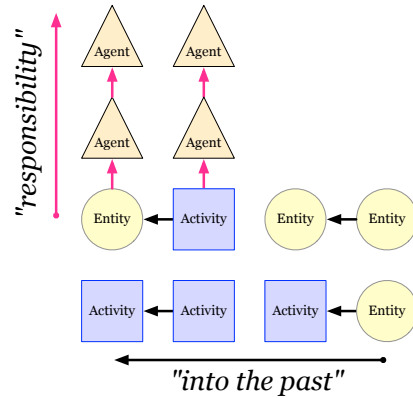 "responsibility"
Agent Agent
Agent Agent
Entity Activity Entity Entity
Activity Activity Activity Entity
"into the past"